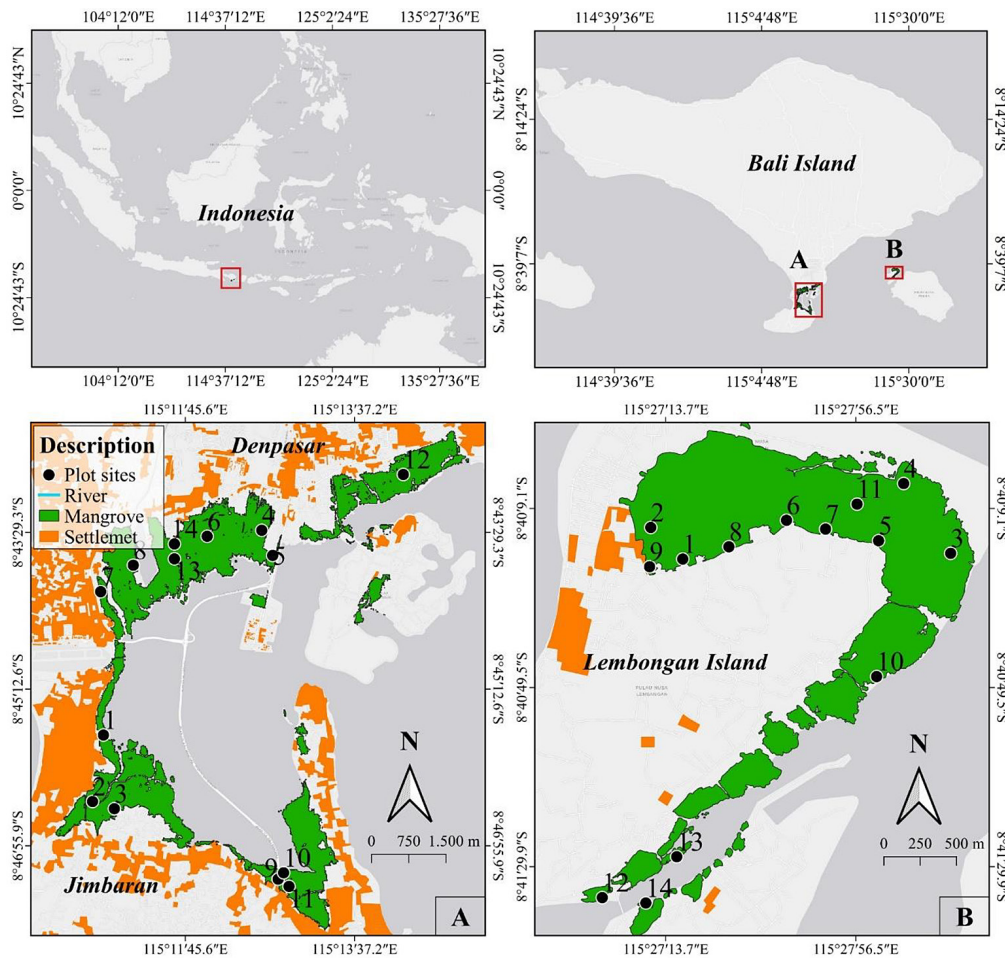 104°12'0"E 114°37'12"E 125°2'24"E 135°27'36"E
10°24'43"N
0°0'0"
10°24'43"S
Indonesia
10°24'43"N
0°0'0"
10°24'43"S
104°12'0"E 114°37'12"E 125°2'24"E 135°27'36"E
114°39'36"E 115°4'48"E 115°30'0"E
8°14'24"S
8°39'7"S
Bali Island
A
B
8°14'24"S
8°39'7"S
114°39'36"E 115°4'48"E 115°30'0"E
115°11'45.6"E 115°13'37.2"E
Description
Plot sites
River
Mangrove
Settlemet
Denpasar
12
4
6
14
5
13
8
7
8°43'29.3"S
8°45'12.6"S
8°45'12.6"S
1
2
3
1
N
0 750 1.500 m
8°46'55.9"S
8°46'55.9"S
Jimbaran
9
10
11
A
115°11'45.6"E 115°13'37.2"E
115°27'13.7"E 115°27'56.5"E
8°40'9.1"S
8°40'9.1"S
4
11
2
6
7
5
3
8
1
9
Lembongan Island
PULAU NUSA
LEMBONGAN
10
8°40'49.5"S
8°40'49.5"S
N
0 250 500 m
13
12
14
8°41'29.9"S
8°41'29.9"S
B
115°27'13.7"E 115°27'56.5"E